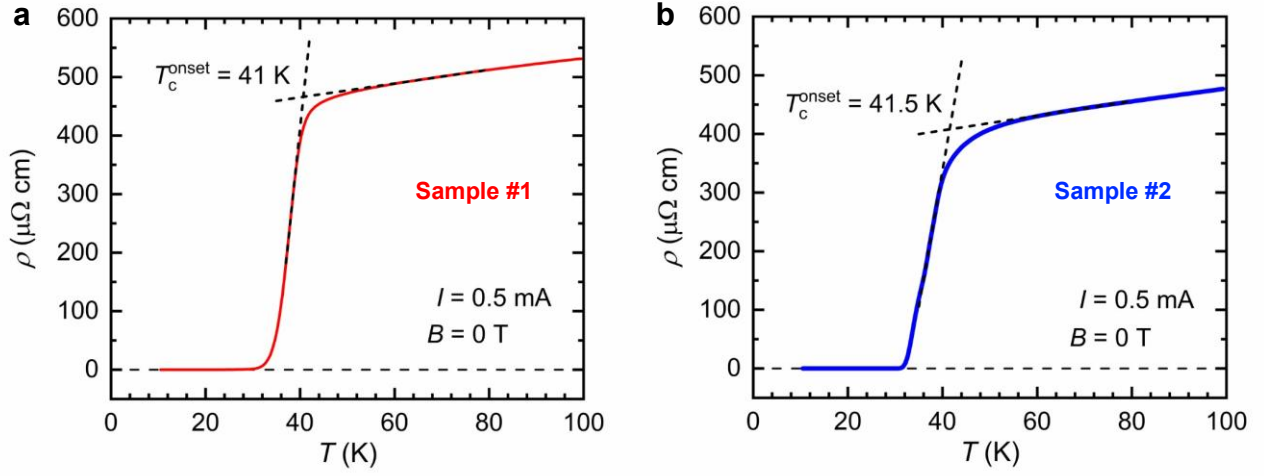 a
600
500
400
300
200
100
0
ρ (μΩ cm)
T_c^onset = 41 K
Sample #1
I = 0.5 mA
B = 0 T
0 20 40 60 80 100
T (K)
b
600
500
400
300
200
100
0
ρ (μΩ cm)
T_c^onset = 41.5 K
Sample #2
I = 0.5 mA
B = 0 T
0 20 40 60 80 100
T (K)